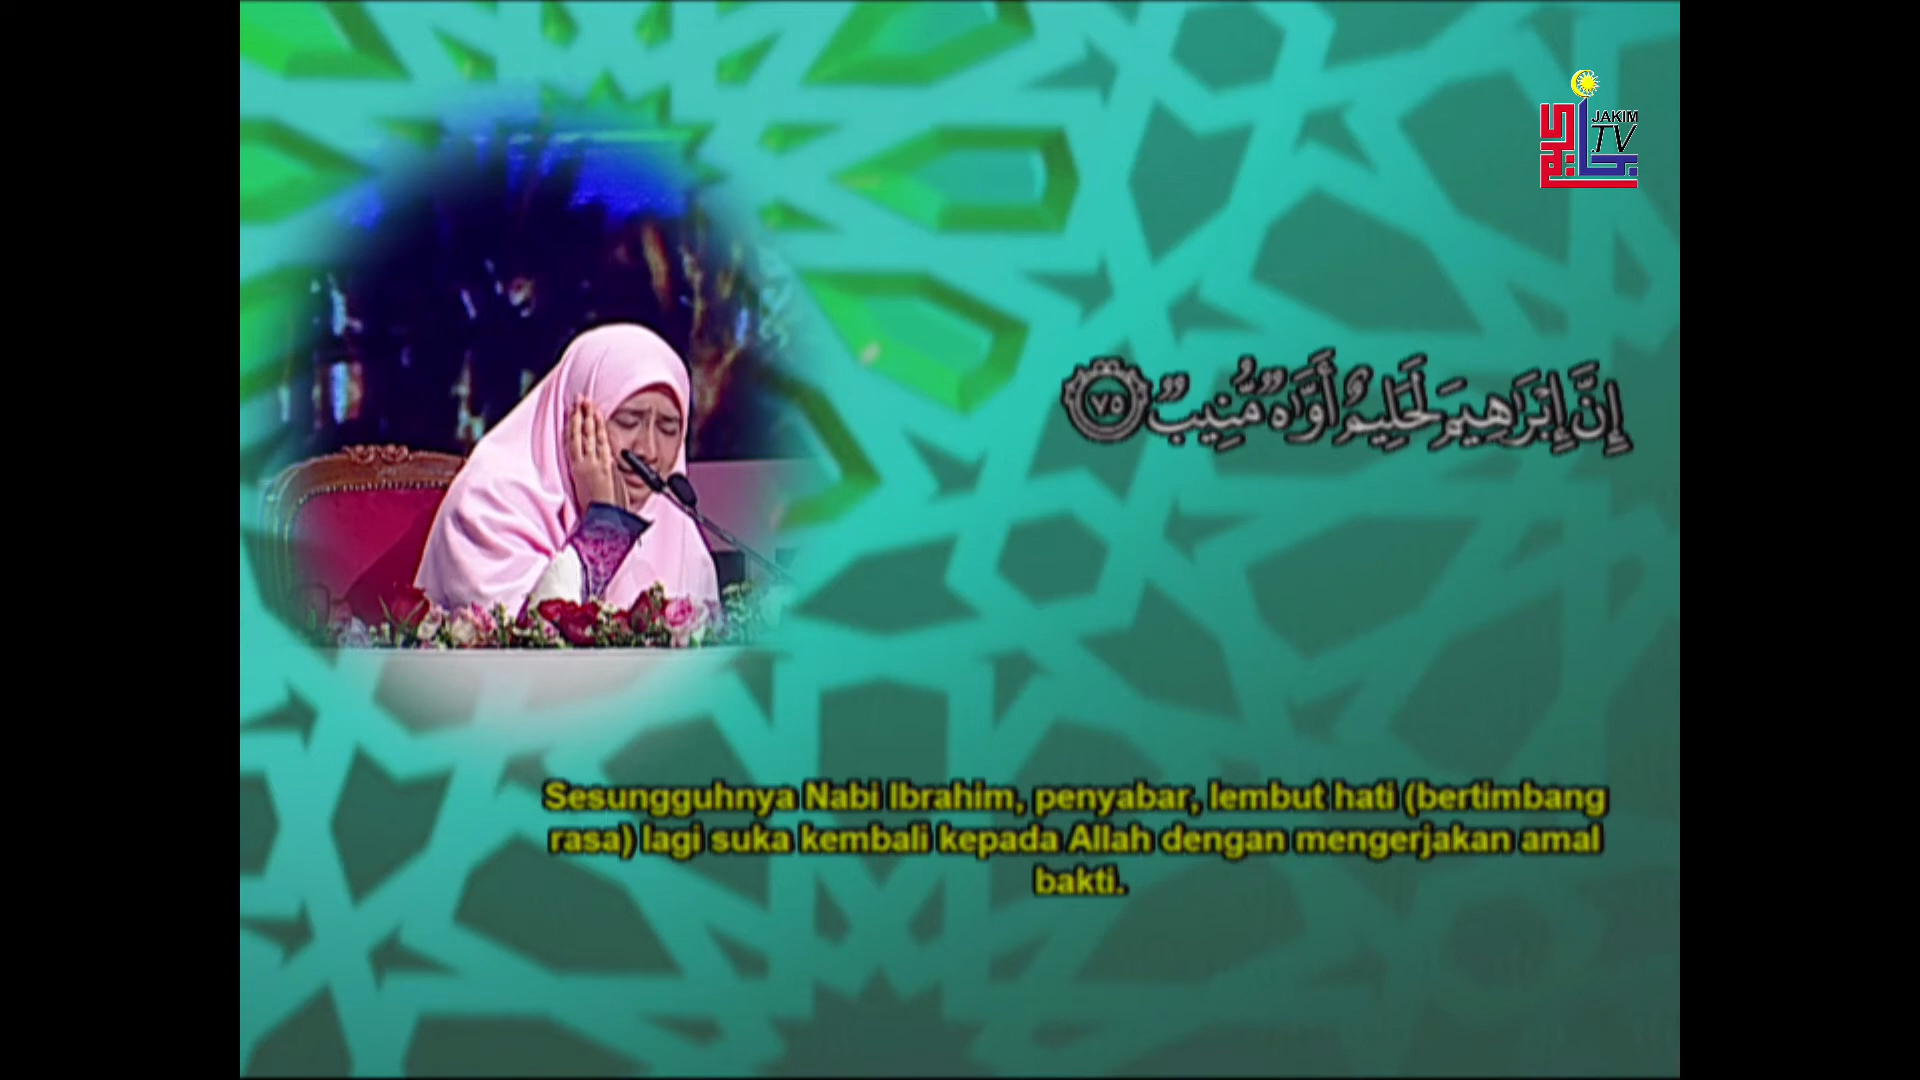 JAKIM
TV
إِنَّ إِبْرَٰهِيمَ لَحَلِيمٌ أَوَّٰهٌ مُّنِيبٌ ٧٥
Sesungguhnya Nabi Ibrahim, penyabar, lembut hati (bertimbang
rasa) lagi suka kembali kepada Allah dengan mengerjakan amal
bakti.